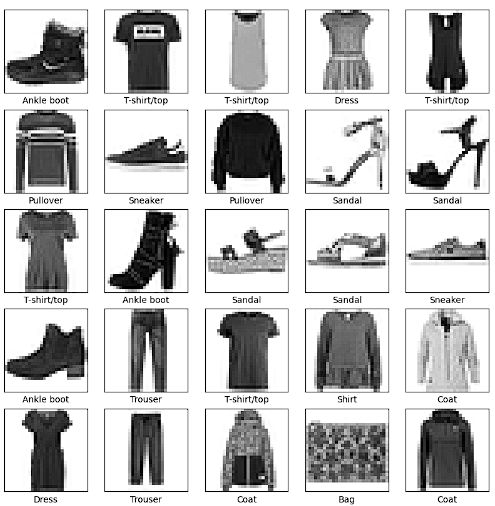 Ankle boot
T-shirt/top
T-shirt/top
Dress
T-shirt/top
Pullover
Sneaker
Pullover
Sandal
Sandal
T-shirt/top
Ankle boot
Sandal
Sandal
Sneaker
Ankle boot
Trouser
T-shirt/top
Shirt
Coat
Dress
Trouser
Coat
Bag
Coat